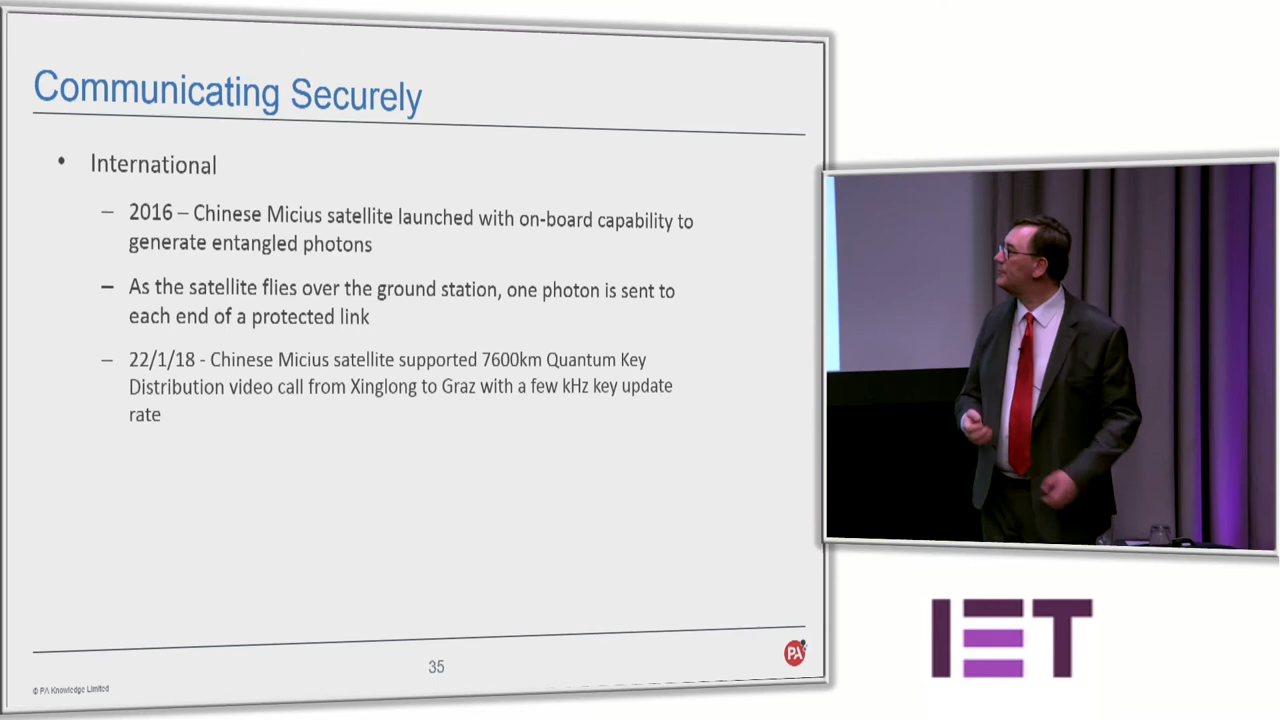 Communicating Securely
• International
– 2016 – Chinese Micius satellite launched with on-board capability to
generate entangled photons
– As the satellite flies over the ground station, one photon is sent to
each end of a protected link
– 22/1/18 - Chinese Micius satellite supported 7600km Quantum Key
Distribution video call from Xinglong to Graz with a few kHz key update
rate
35
PA
© PA Knowledge Limited
IET